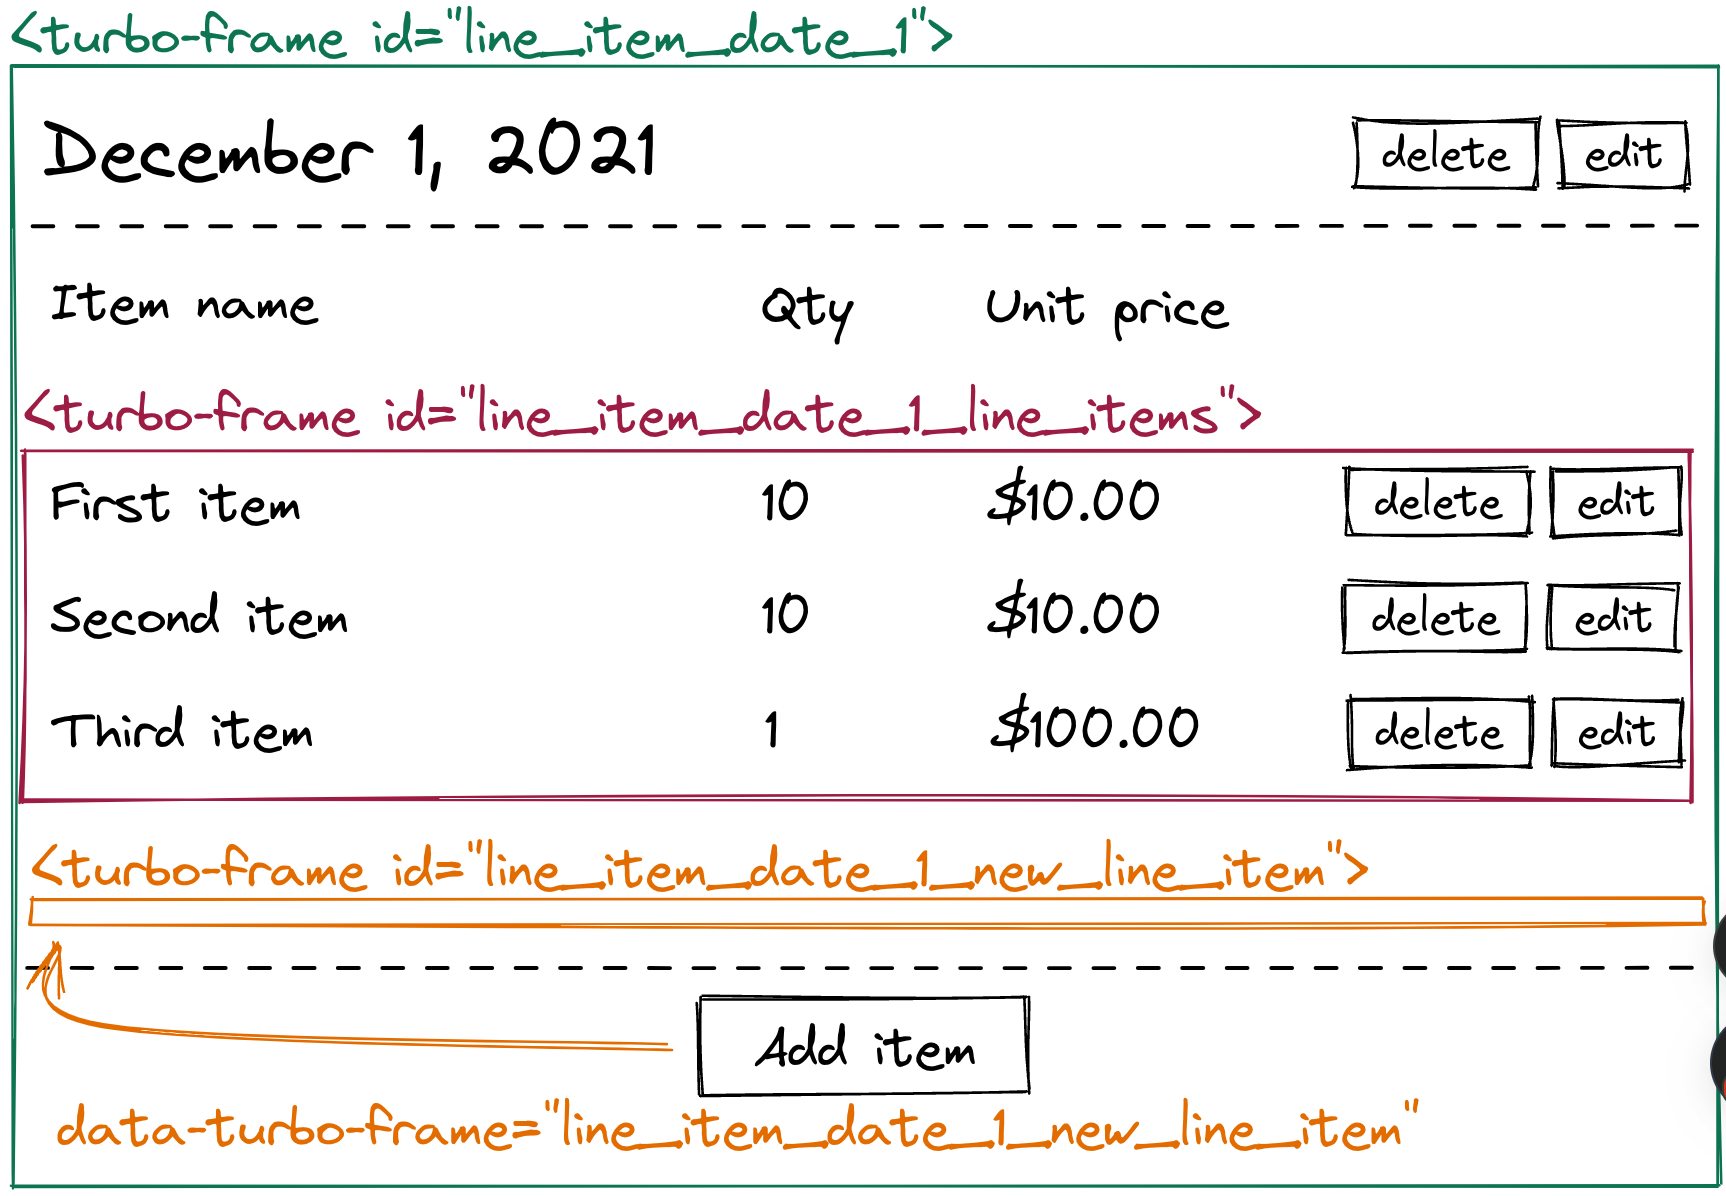 <turbo-frame id="line_item_date_1">
December 1, 2021 delete edit
Item name Qty Unit price
<turbo-frame id="line_item_date_1_line_items">
First item 10 $10.00 delete edit
Second item 10 $10.00 delete edit
Third item 1 $100.00 delete edit
<turbo-frame id="line_item_date_1_new_line_item">
Add item
data-turbo-frame="line_item_date_1_new_line_item"